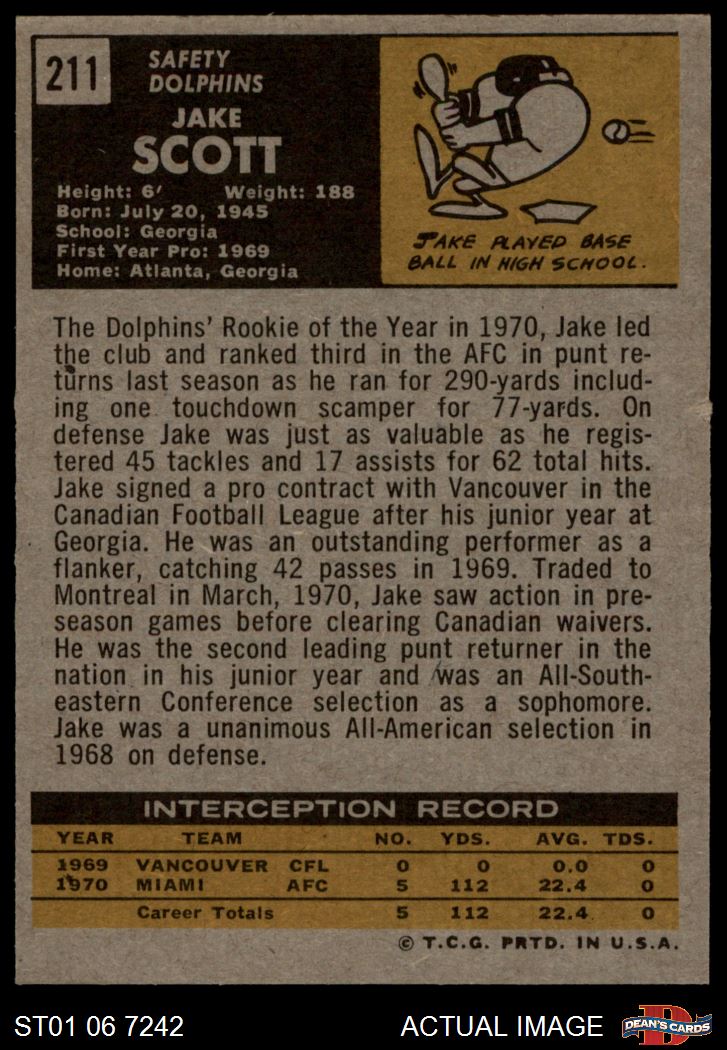 211
SAFETY
DOLPHINS
JAKE
SCOTT
Height: 6' Weight: 188
Born: July 20, 1945
School: Georgia
First Year Pro: 1969
Home: Atlanta, Georgia
JAKE PLAYED BASE
BALL IN HIGH SCHOOL.
The Dolphins' Rookie of the Year in 1970, Jake led
the club and ranked third in the AFC in punt re-
turns last season as he ran for 290-yards includ-
ing one touchdown scamper for 77-yards. On
defense Jake was just as valuable as he regis-
tered 45 tackles and 17 assists for 62 total hits.
Jake signed a pro contract with Vancouver in the
Canadian Football League after his junior year at
Georgia. He was an outstanding performer as a
flanker, catching 42 passes in 1969. Traded to
Montreal in March, 1970, Jake saw action in pre-
season games before clearing Canadian waivers.
He was the second leading punt returner in the
nation in his junior year and was an All-South-
eastern Conference selection as a sophomore.
Jake was a unanimous All-American selection in
1968 on defense.
INTERCEPTION RECORD
YEAR TEAM NO. YDS. AVG. TDS.
1969 VANCOUVER CFL 0 0 0.0 0
1970 MIAMI AFC 5 112 22.4 0
Career Totals 5 112 22.4 0
© T.C.G. PRTD. IN U.S.A.
ST01 06 7242 ACTUAL IMAGE D DEAN'S CARDS